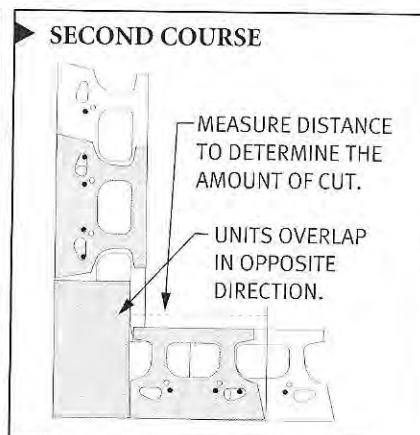 SECOND COURSE
MEASURE DISTANCE
TO DETERMINE THE
AMOUNT OF CUT.
UNITS OVERLAP
IN OPPOSITE
DIRECTION.